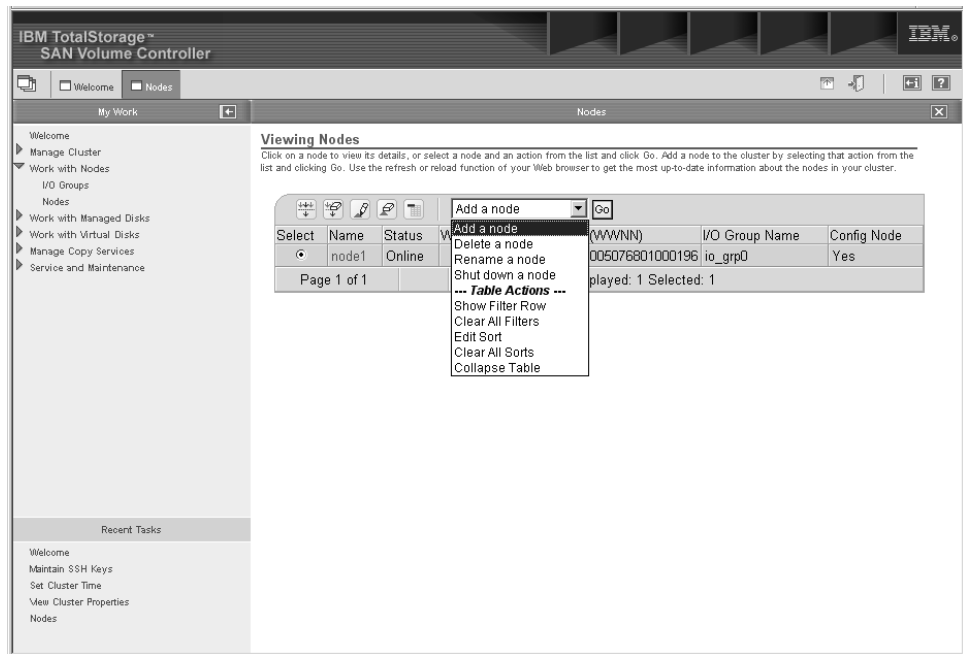 IBM TotalStorage™
SAN Volume Controller
IBM®
Welcome
Nodes
My Work
Nodes
Welcome
Manage Cluster
Work with Nodes
I/O Groups
Nodes
Work with Managed Disks
Work with Virtual Disks
Manage Copy Services
Service and Maintenance
Viewing Nodes
Click on a node to view its details, or select a node and an action from the list and click Go. Add a node to the cluster by selecting that action from the
list and clicking Go. Use the refresh or reload function of your Web browser to get the most up-to-date information about the nodes in your cluster.
Add a node Go
Select Name Status (WWNN) I/O Group Name Config Node
node1 Online 005076801000196 io_grp0 Yes
Page 1 of 1 played: 1 Selected: 1
Add a node
Delete a node
Rename a node
Shut down a node
--- Table Actions ---
Show Filter Row
Clear All Filters
Edit Sort
Clear All Sorts
Collapse Table
Recent Tasks
Welcome
Maintain SSH Keys
Set Cluster Time
View Cluster Properties
Nodes